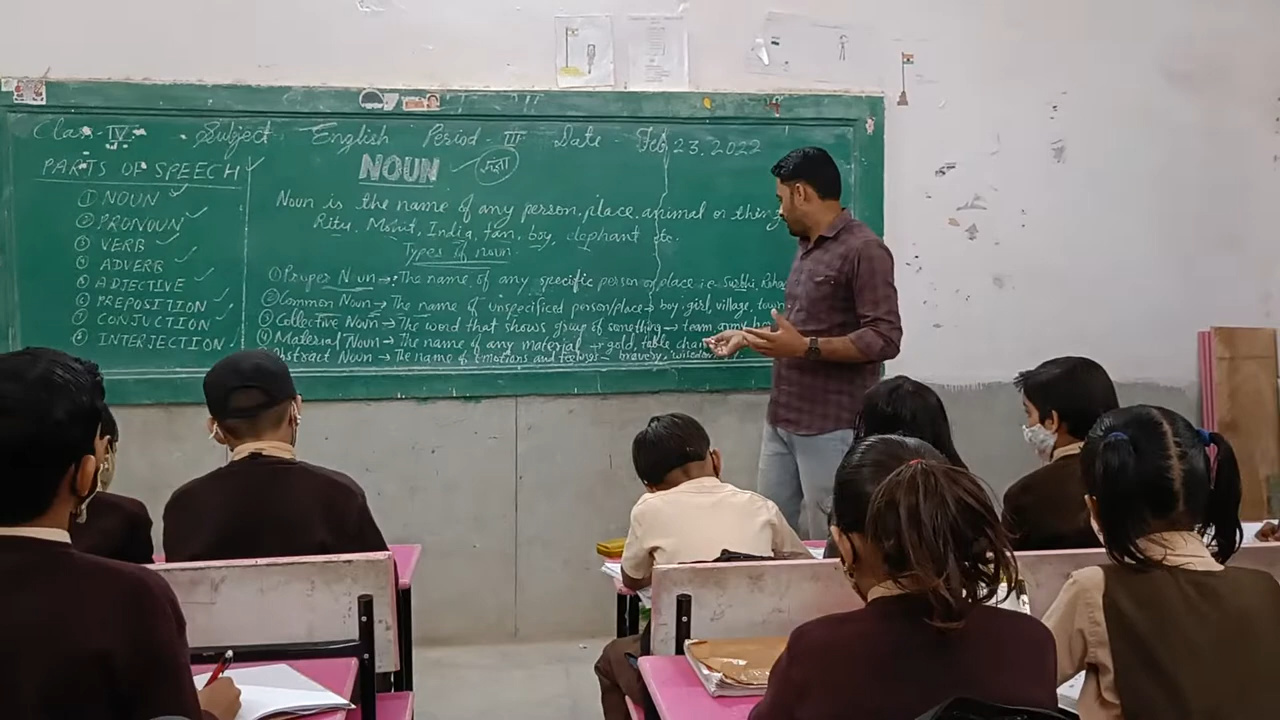 Class-IV Subject - English Period - III Date - Feb 23.2022
PARTS OF SPEECH
① NOUN
② PRONOUN
③ VERB
④ ADVERB
⑤ ADJECTIVE
⑥ PREPOSITION
⑦ CONJUCTION
⑧ INTERJECTION
NOUN संज्ञा
Noun is the name of any person, place, animal or thing
Ritu, Mohit, India, fan, boy, elephant etc.
Types of noun
① Proper Noun → The name of any specific person or place i.e. Surbhi,
② Common Noun → The name of unspecified person/place → boy, girl, village, town
③ Collective Noun → The word that shows group of something → team, army
④ Material Noun → The name of any material → gold, table
Abstract Noun → The name of emotions and feelings - bravery, wisdom